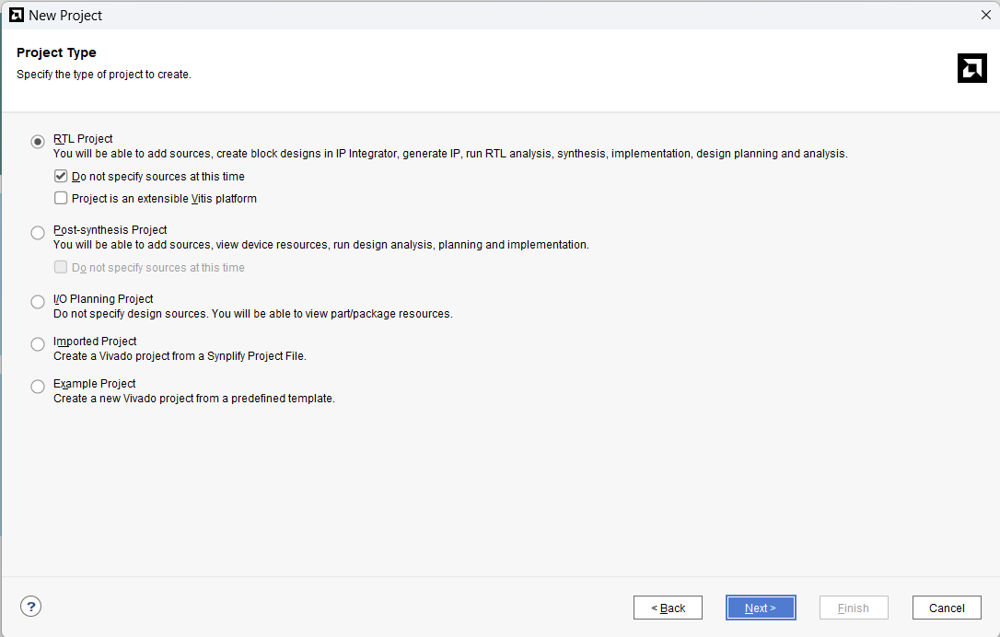 New Project
Project Type
Specify the type of project to create.
RTL Project
You will be able to add sources, create block designs in IP Integrator, generate IP, run RTL analysis, synthesis, implementation, design planning and analysis.
Do not specify sources at this time
Project is an extensible Vitis platform
Post-synthesis Project
You will be able to add sources, view device resources, run design analysis, planning and implementation.
Do not specify sources at this time
I/O Planning Project
Do not specify design sources. You will be able to view part/package resources.
Imported Project
Create a Vivado project from a Synplify Project File.
Example Project
Create a new Vivado project from a predefined template.
? < Back Next > Finish Cancel